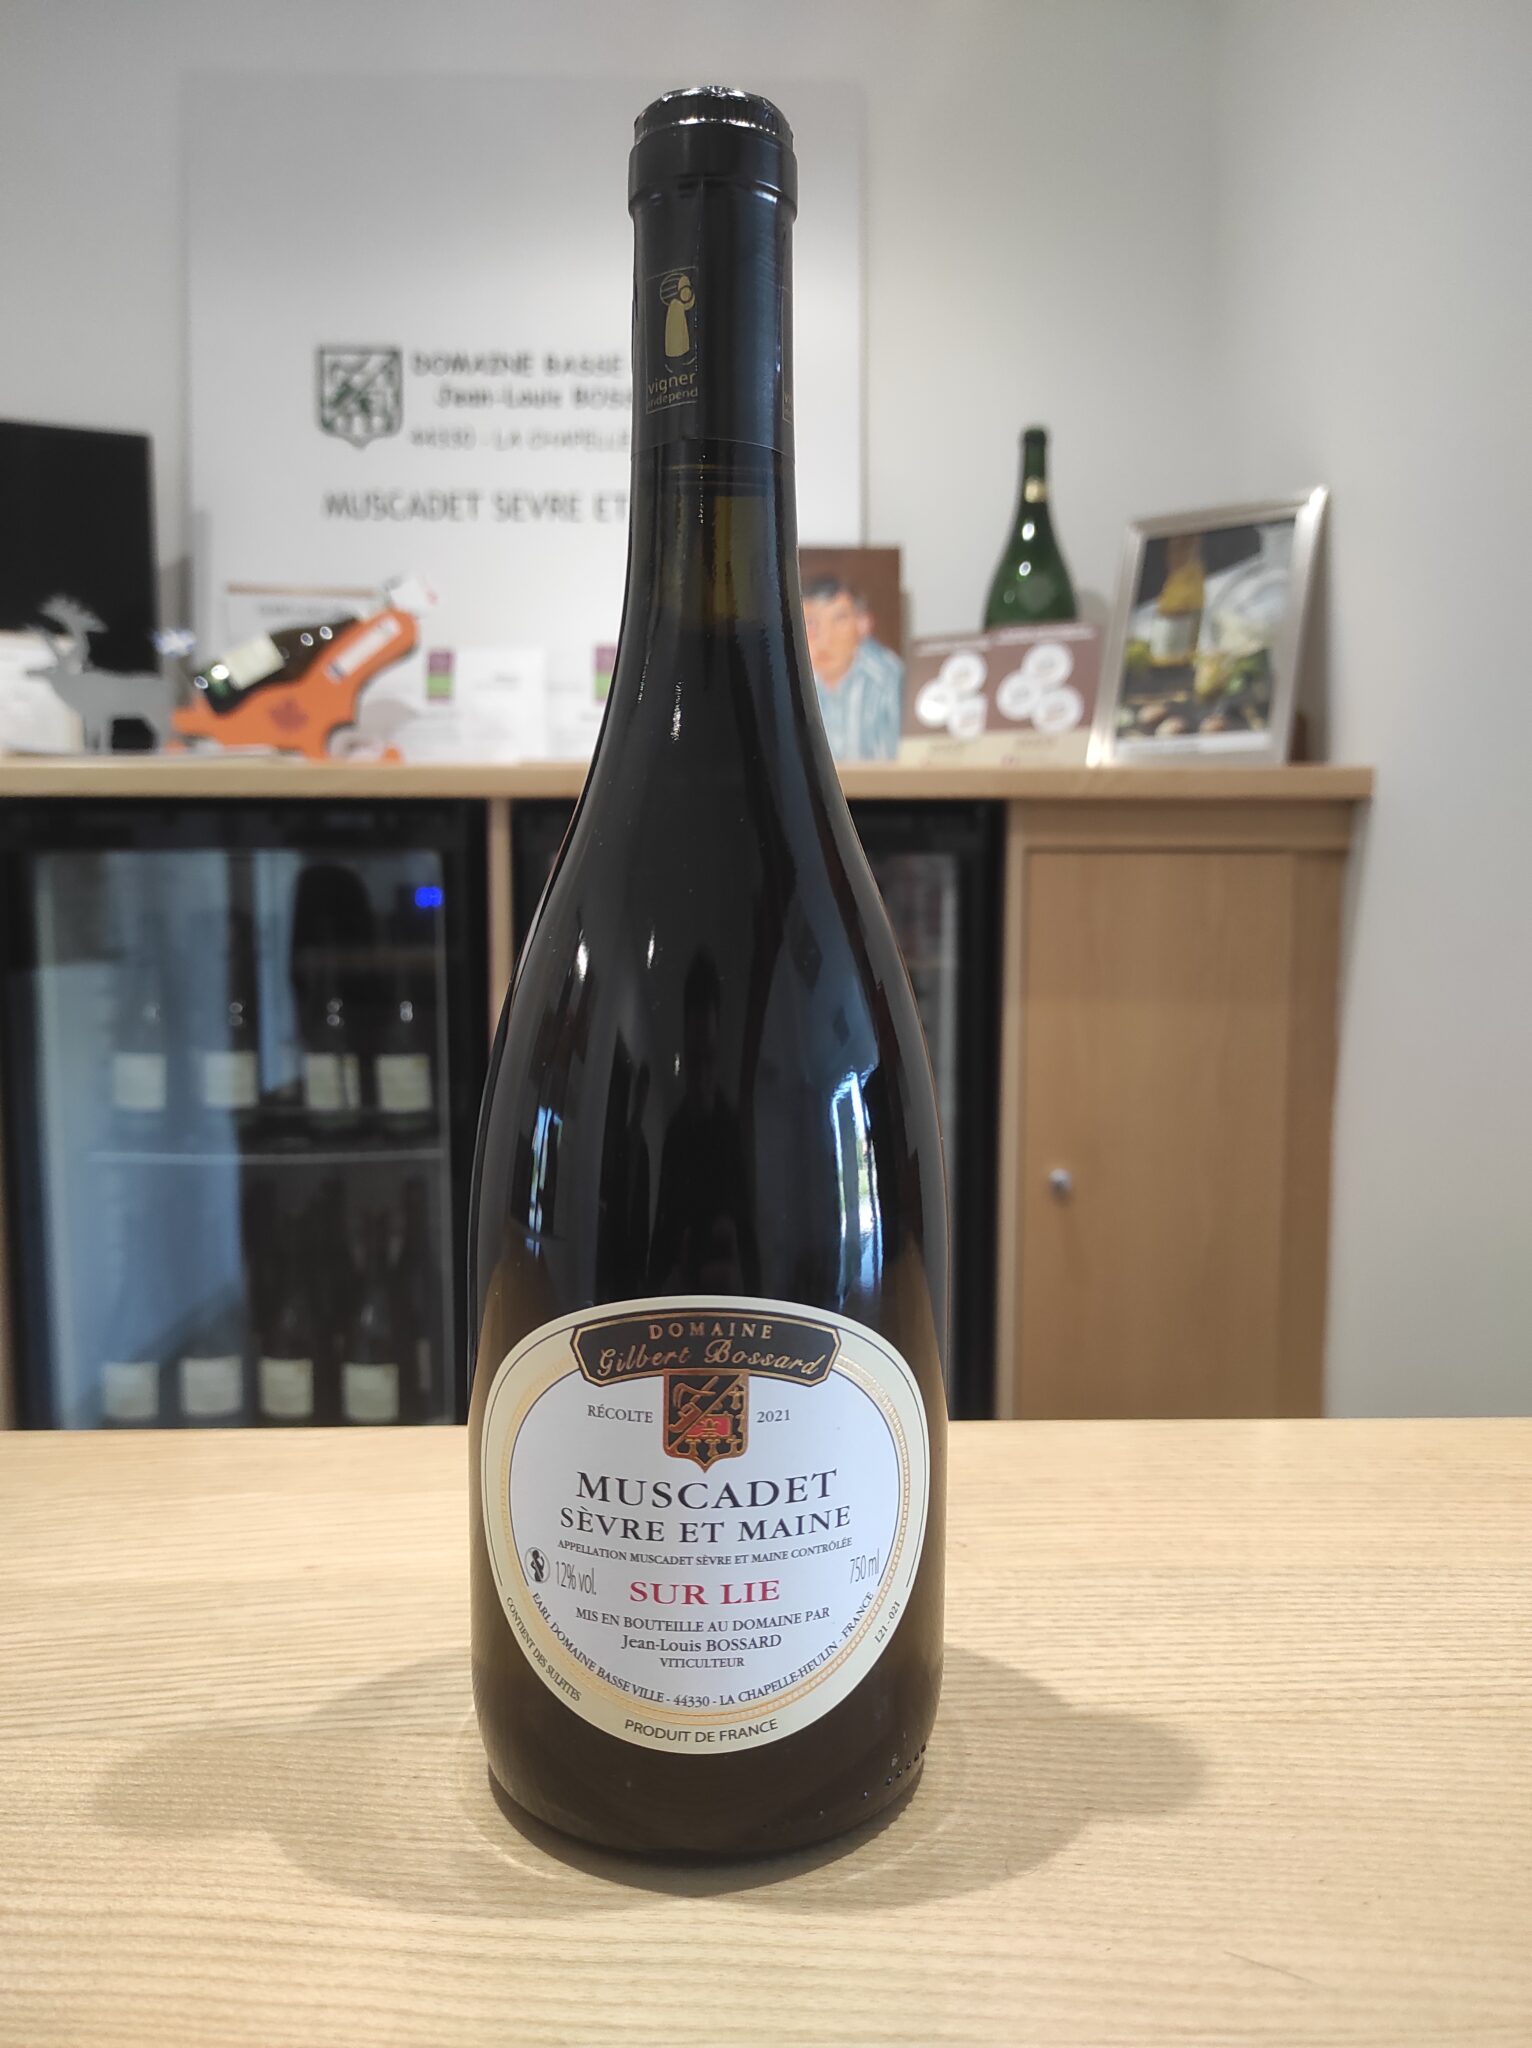 DOMAINE BASSE
Jean-Louis BOSS
44330 - LA CHAPELLE
MUSCADET SEVRE ET
vigner
indépend
DOMAINE
Gilbert Bossard
RÉCOLTE 2021
MUSCADET
SÈVRE ET MAINE
APPELLATION MUSCADET SÈVRE ET MAINE CONTRÔLÉE
12% vol. 750 ml
SUR LIE
MIS EN BOUTEILLE AU DOMAINE PAR
Jean-Louis BOSSARD
VITICULTEUR
EARL DOMAINE BASSE VILLE - 44330 - LA CHAPELLE-HEULIN - FRANCE
CONTIENT DES SULFITES
L21 - 021
PRODUIT DE FRANCE